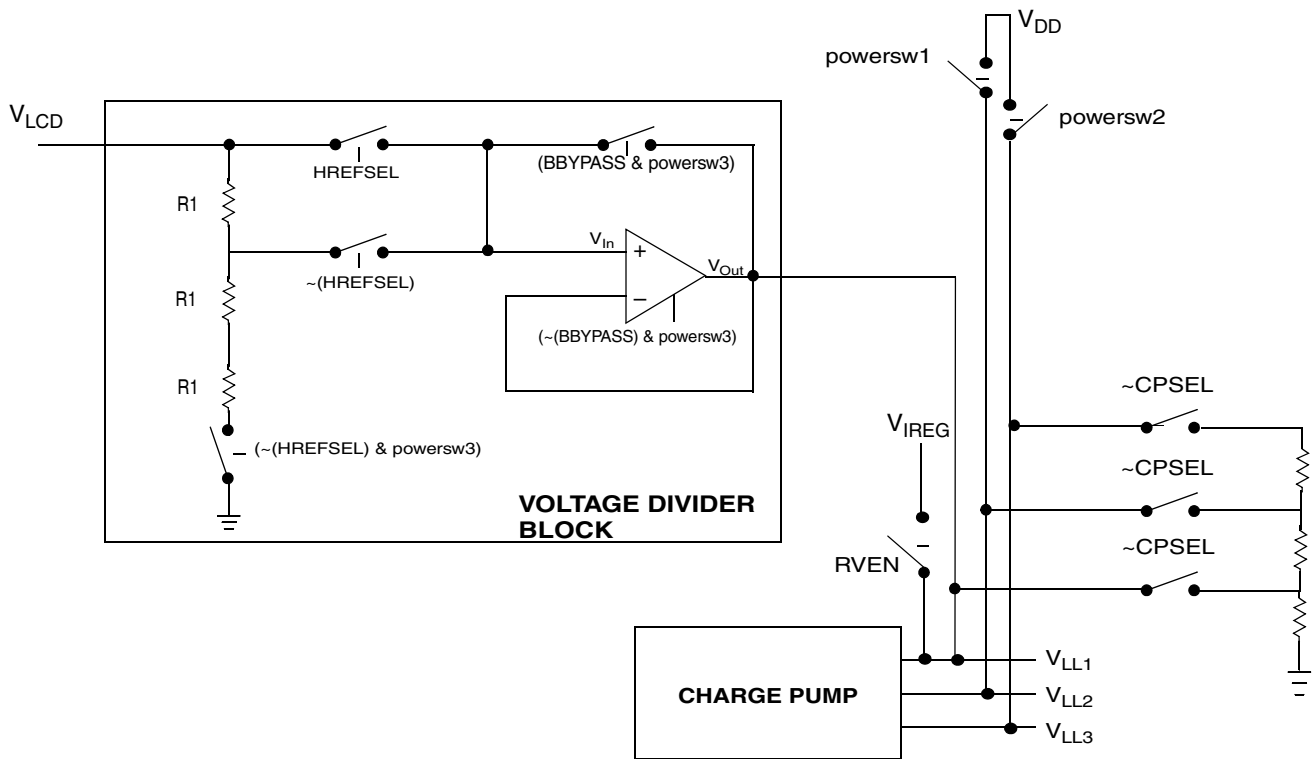 V_DD
powersw1
powersw2
V_LCD
HREFSEL
(BBYPASS & powersw3)
R1
V_In
+
V_Out
~(HREFSEL)
–
R1
(~(BBYPASS) & powersw3)
R1
(~(HREFSEL) & powersw3)
VOLTAGE DIVIDER
BLOCK
~CPSEL
V_IREG
~CPSEL
~CPSEL
RVEN
CHARGE PUMP
V_LL1
V_LL2
V_LL3